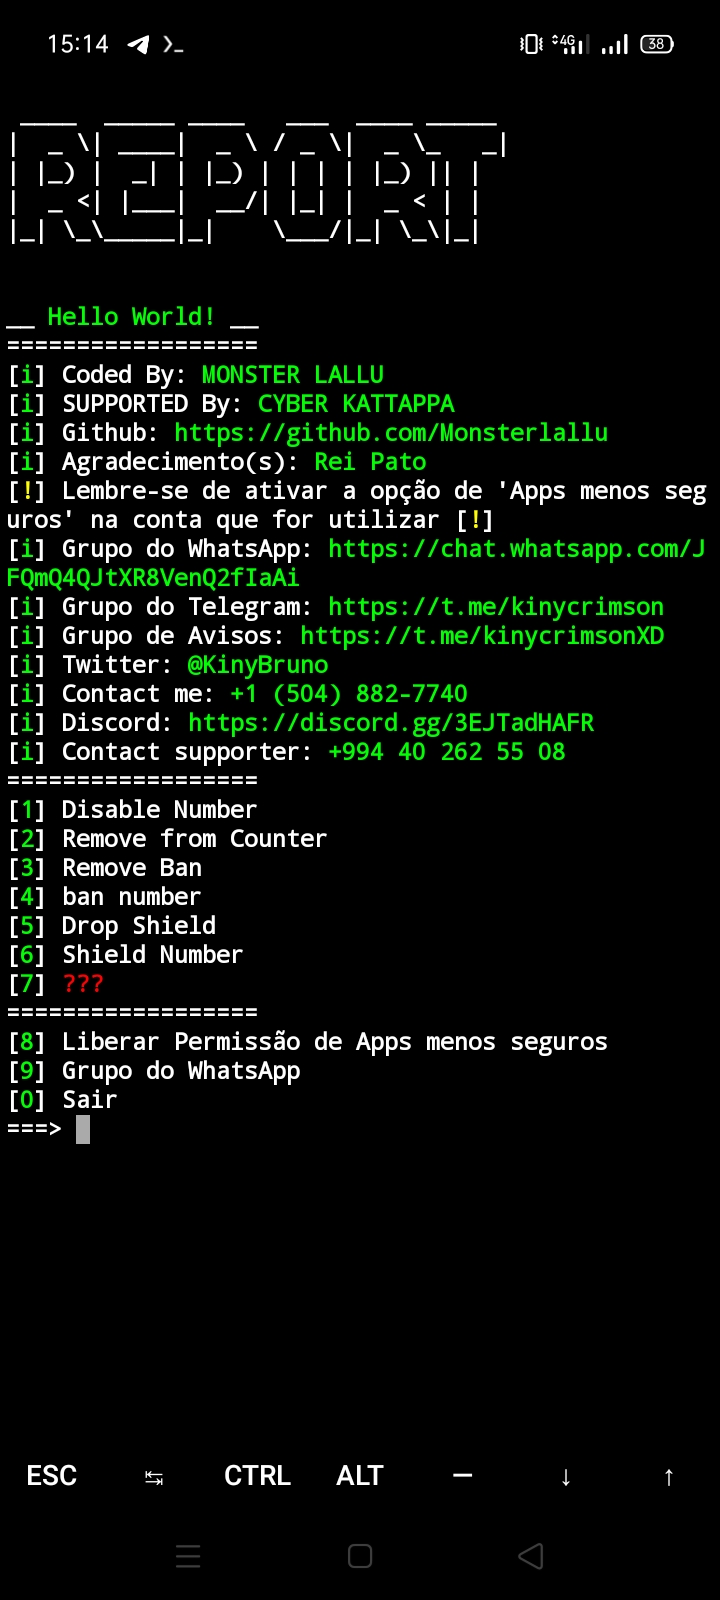 15:14 4G 38
REPORT
__ Hello World! __
==================
[i] Coded By: MONSTER LALLU
[i] SUPPORTED By: CYBER KATTAPPA
[i] Github: https://github.com/Monsterlallu
[i] Agradecimento(s): Rei Pato
[!] Lembre-se de ativar a opção de 'Apps menos seg
uros' na conta que for utilizar [!]
[i] Grupo do WhatsApp: https://chat.whatsapp.com/J
FQmQ4QJtXR8VenQ2fIaAi
[i] Grupo do Telegram: https://t.me/kinycrimson
[i] Grupo de Avisos: https://t.me/kinycrimsonXD
[i] Twitter: @KinyBruno
[i] Contact me: +1 (504) 882-7740
[i] Discord: https://discord.gg/3EJTadHAFR
[i] Contact supporter: +994 40 262 55 08
==================
[1] Disable Number
[2] Remove from Counter
[3] Remove Ban
[4] ban number
[5] Drop Shield
[6] Shield Number
[7] ???
==================
[8] Liberar Permissão de Apps menos seguros
[9] Grupo do WhatsApp
[0] Sair
===>
ESC ↹ CTRL ALT — ↓ ↑